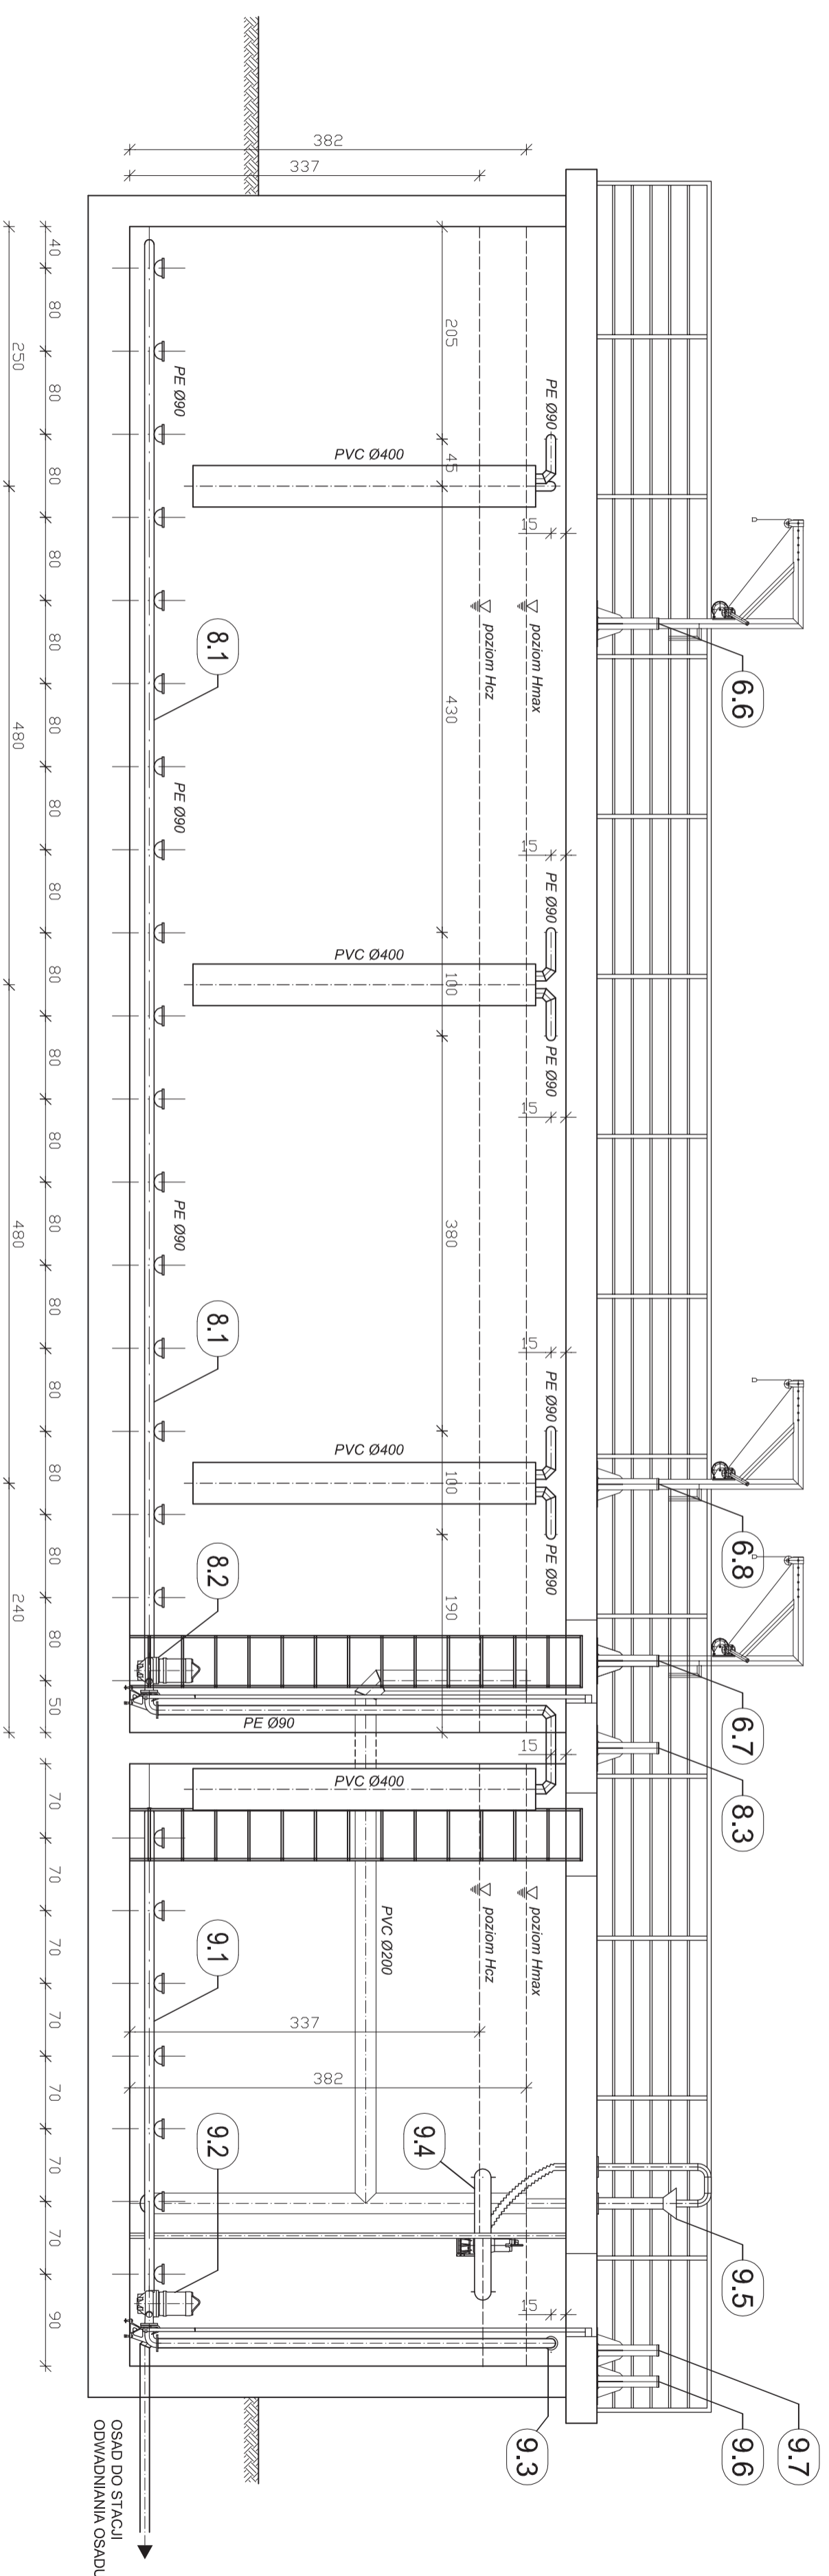 9.7
6.6
6.8
6.7
8.3
9.5
9.6
PE Ø90
PE Ø90
PE Ø90
PE Ø90
PE Ø90
15
15
15
15
15
15
poziom Hmax
poziom Hmax
9.3
poziom Hcz
poziom Hcz
205 45 430 100 380 100 190
9.4
382
337
PVC Ø400
PVC Ø400
PVC Ø400
PVC Ø400
PVC Ø200
337
382
PE Ø90
8.1
8.1
8.2
9.1
9.2
PE Ø90
PE Ø90
PE Ø90
OSAD DO STACJI
ODWADNIANIA OSADU
40 80 80 80 80 80 80 80 80 80 80 80 80 80 80 80 80 80 50 70 70 70 70 70 70 70 90
250 480 480 240